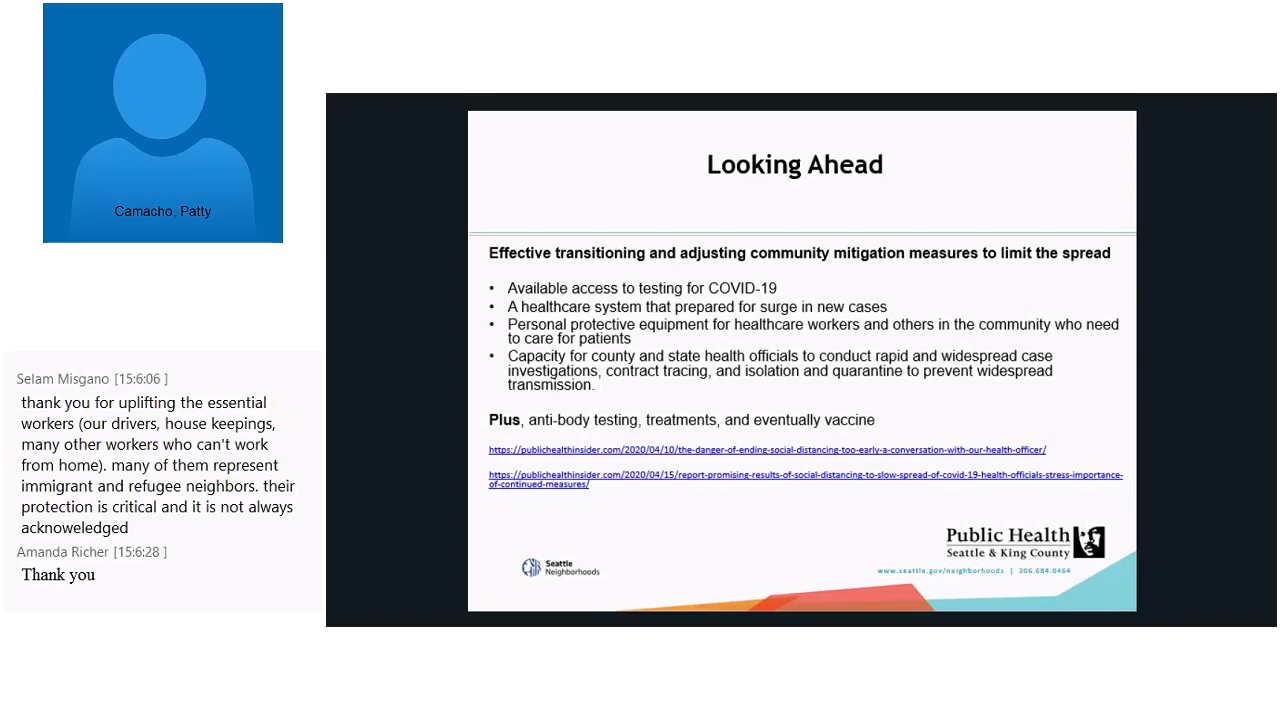 Camacho, Patty
Selam Misgano [15:6:06 ]
thank you for uplifting the essential
workers (our drivers, house keepings,
many other workers who can't work
from home). many of them represent
immigrant and refugee neighbors. their
protection is critical and it is not always
acknoweledged
Amanda Richer [15:6:28 ]
Thank you
Looking Ahead
Effective transitioning and adjusting community mitigation measures to limit the spread
• Available access to testing for COVID-19
• A healthcare system that prepared for surge in new cases
• Personal protective equipment for healthcare workers and others in the community who need
to care for patients
• Capacity for county and state health officials to conduct rapid and widespread case
investigations, contract tracing, and isolation and quarantine to prevent widespread
transmission.
Plus, anti-body testing, treatments, and eventually vaccine
https://publichealthinsider.com/2020/04/10/the-danger-of-ending-social-distancing-too-early-a-conversation-with-our-health-officer/
https://publichealthinsider.com/2020/04/15/report-promising-results-of-social-distancing-to-slow-spread-of-covid-19-health-officials-stress-importance-
of-continued-measures/
Seattle
Neighborhoods
Public Health
Seattle & King County
www.seattle.gov/neighborhoods | 206.684.0464